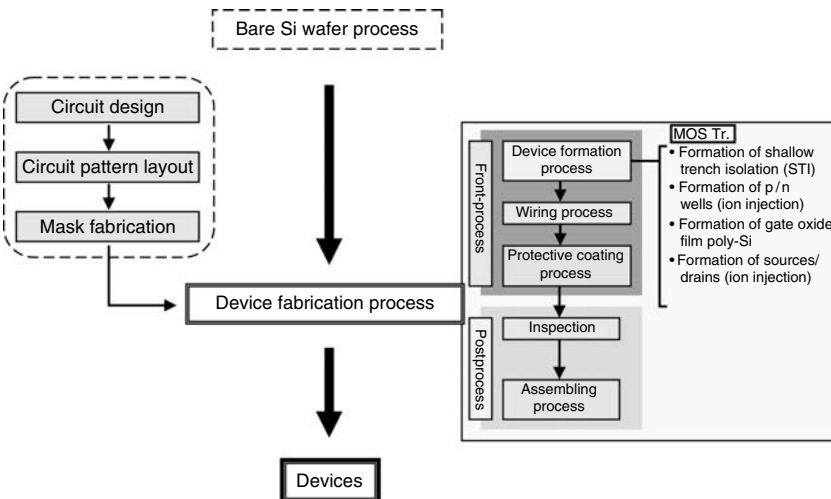 Bare Si wafer process
Circuit design
Circuit pattern layout
Mask fabrication
Device fabrication process
Devices
Front-process
Device formation
process
Wiring process
Protective coating
process
Postprocess
Inspection
Assembling
process
MOS Tr.
• Formation of shallow
trench isolation (STI)
• Formation of p/n
wells (ion injection)
• Formation of gate oxide
film poly-Si
• Formation of sources/
drains (ion injection)